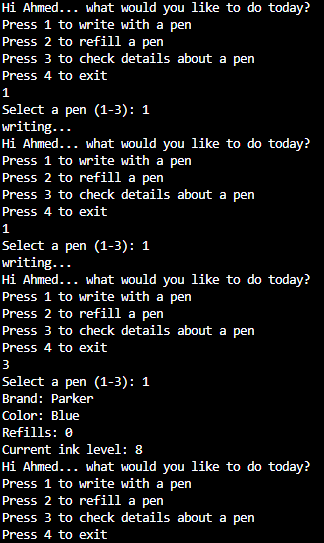 Hi Ahmed... what would you like to do today?
Press 1 to write with a pen
Press 2 to refill a pen
Press 3 to check details about a pen
Press 4 to exit
1
Select a pen (1-3): 1
writing...
Hi Ahmed... what would you like to do today?
Press 1 to write with a pen
Press 2 to refill a pen
Press 3 to check details about a pen
Press 4 to exit
1
Select a pen (1-3): 1
writing...
Hi Ahmed... what would you like to do today?
Press 1 to write with a pen
Press 2 to refill a pen
Press 3 to check details about a pen
Press 4 to exit
3
Select a pen (1-3): 1
Brand: Parker
Color: Blue
Refills: 0
Current ink level: 8
Hi Ahmed... what would you like to do today?
Press 1 to write with a pen
Press 2 to refill a pen
Press 3 to check details about a pen
Press 4 to exit